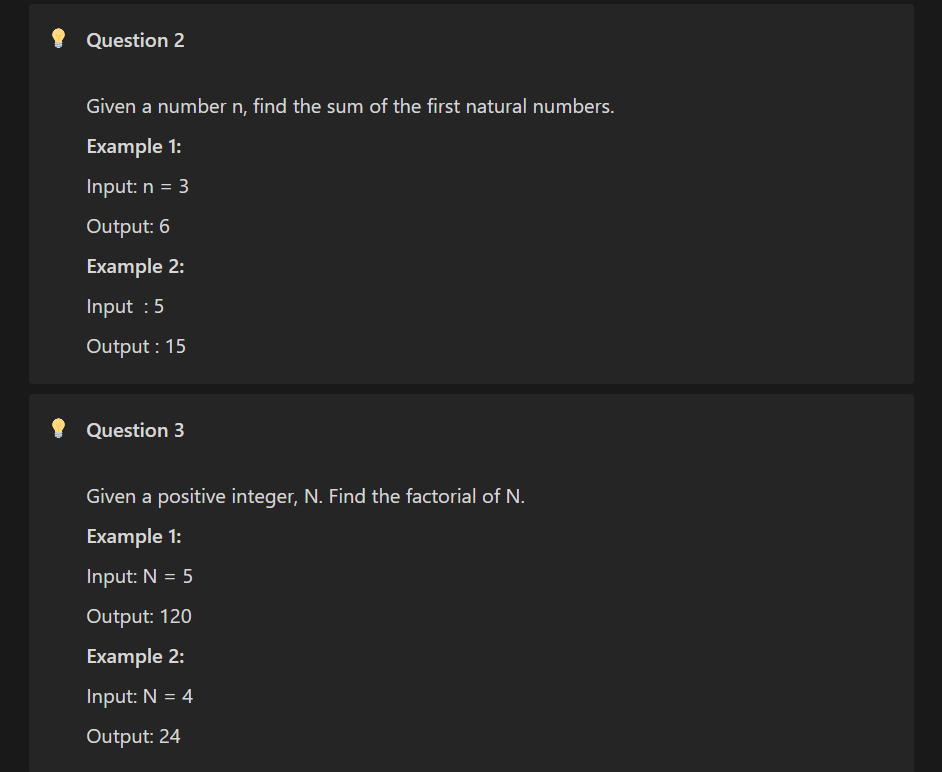 Question 2
Given a number n, find the sum of the first natural numbers.
Example 1:
Input: n = 3
Output: 6
Example 2:
Input  : 5
Output : 15
Question 3
Given a positive integer, N. Find the factorial of N.
Example 1:
Input: N = 5
Output: 120
Example 2:
Input: N = 4
Output: 24